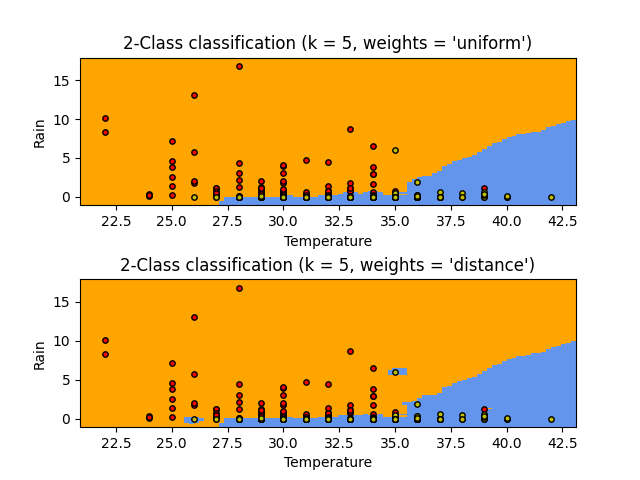 2-Class classification (k = 5, weights = 'uniform')
15
10
5
0
Rain
22.5 25.0 27.5 30.0 32.5 35.0 37.5 40.0 42.5
Temperature
2-Class classification (k = 5, weights = 'distance')
15
10
5
0
Rain
22.5 25.0 27.5 30.0 32.5 35.0 37.5 40.0 42.5
Temperature